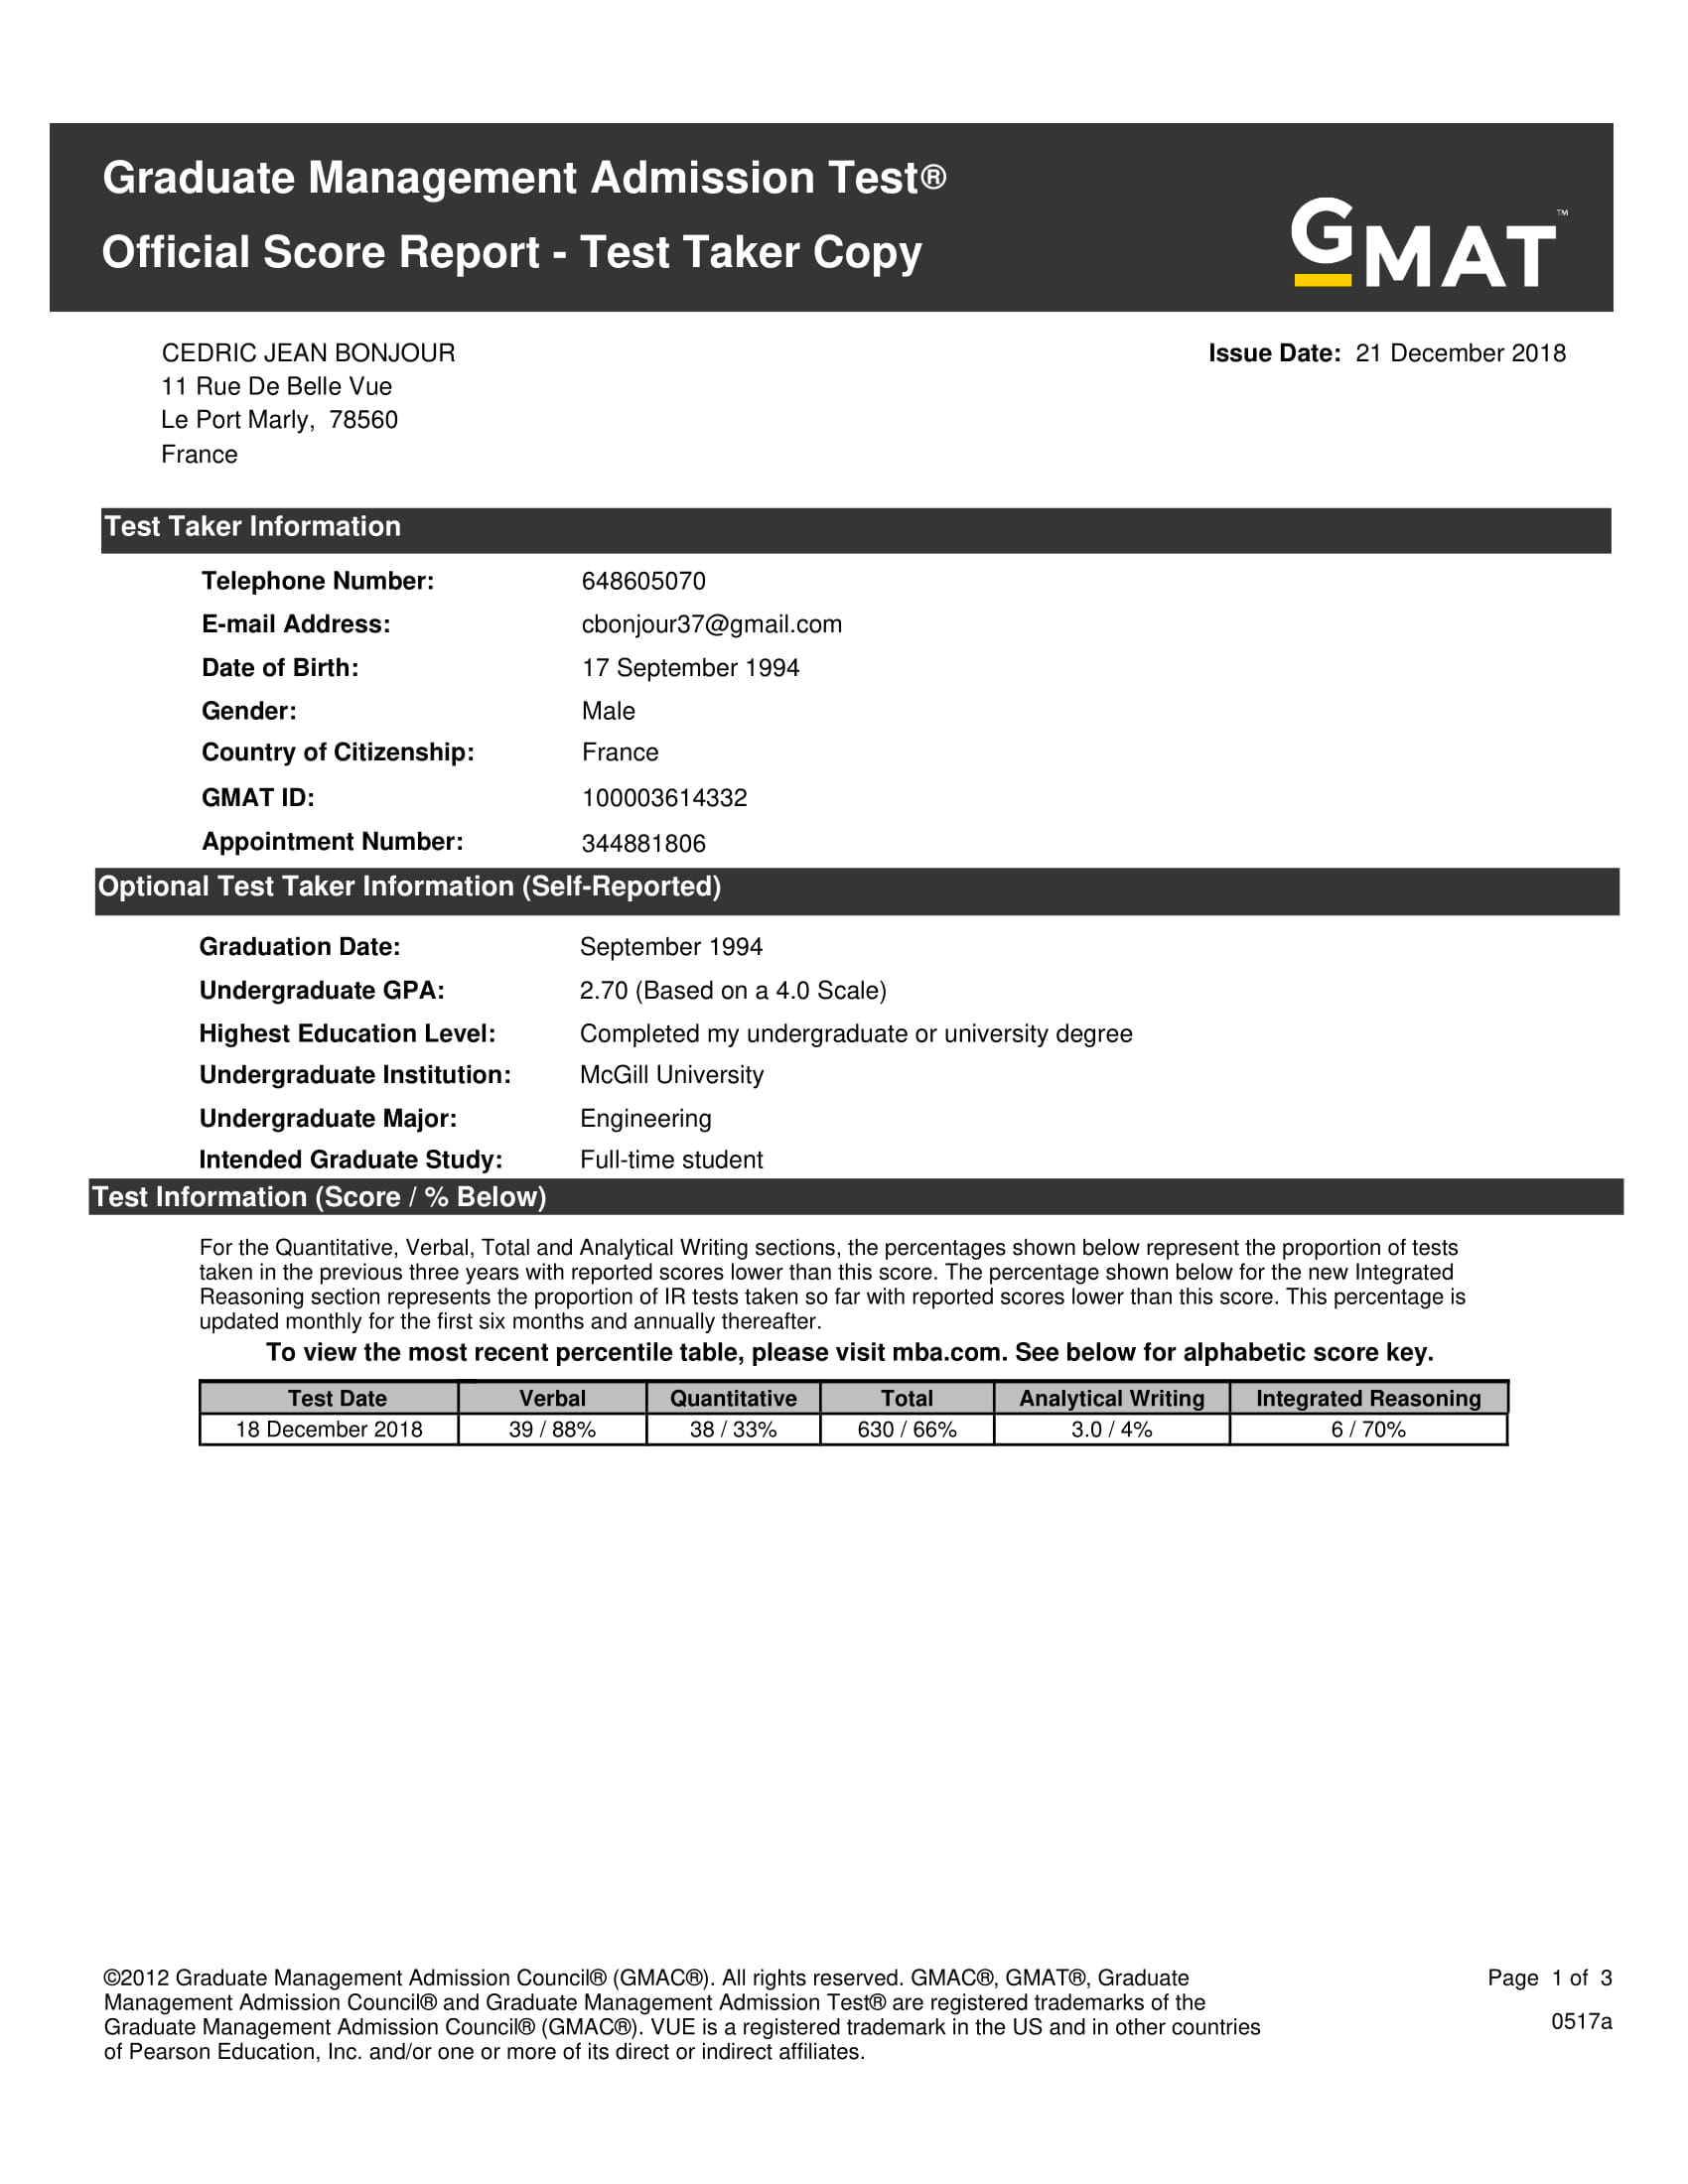 Graduate Management Admission Test®
Official Score Report - Test Taker Copy
GMAT™
CEDRIC JEAN BONJOUR
Issue Date: 21 December 2018
11 Rue De Belle Vue
Le Port Marly, 78560
France
Test Taker Information
Telephone Number: 648605070
E-mail Address: cbonjour37@gmail.com
Date of Birth: 17 September 1994
Gender: Male
Country of Citizenship: France
GMAT ID: 100003614332
Appointment Number: 344881806
Optional Test Taker Information (Self-Reported)
Graduation Date: September 1994
Undergraduate GPA: 2.70 (Based on a 4.0 Scale)
Highest Education Level: Completed my undergraduate or university degree
Undergraduate Institution: McGill University
Undergraduate Major: Engineering
Intended Graduate Study: Full-time student
Test Information (Score / % Below)
For the Quantitative, Verbal, Total and Analytical Writing sections, the percentages shown below represent the proportion of tests
taken in the previous three years with reported scores lower than this score. The percentage shown below for the new Integrated
Reasoning section represents the proportion of IR tests taken so far with reported scores lower than this score. This percentage is
updated monthly for the first six months and annually thereafter.
To view the most recent percentile table, please visit mba.com. See below for alphabetic score key.
Test Date Verbal Quantitative Total Analytical Writing Integrated Reasoning
18 December 2018 39 / 88% 38 / 33% 630 / 66% 3.0 / 4% 6 / 70%
©2012 Graduate Management Admission Council® (GMAC®). All rights reserved. GMAC®, GMAT®, Graduate
Management Admission Council® and Graduate Management Admission Test® are registered trademarks of the
Graduate Management Admission Council® (GMAC®). VUE is a registered trademark in the US and in other countries
of Pearson Education, Inc. and/or one or more of its direct or indirect affiliates.
Page 1 of 3
0517a